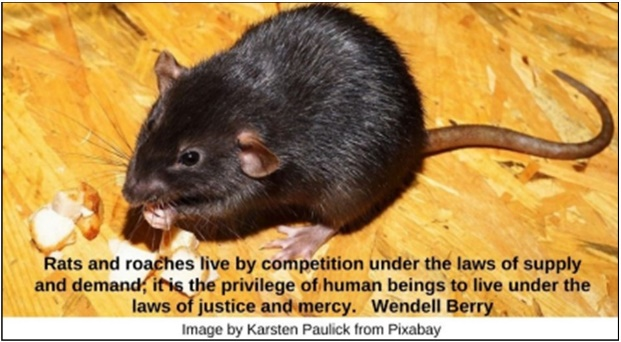 Rats and roaches live by competition under the laws of supply
and demand; it is the privilege of human beings to live under the
laws of justice and mercy. Wendell Berry
Image by Karsten Paulick from Pixabay